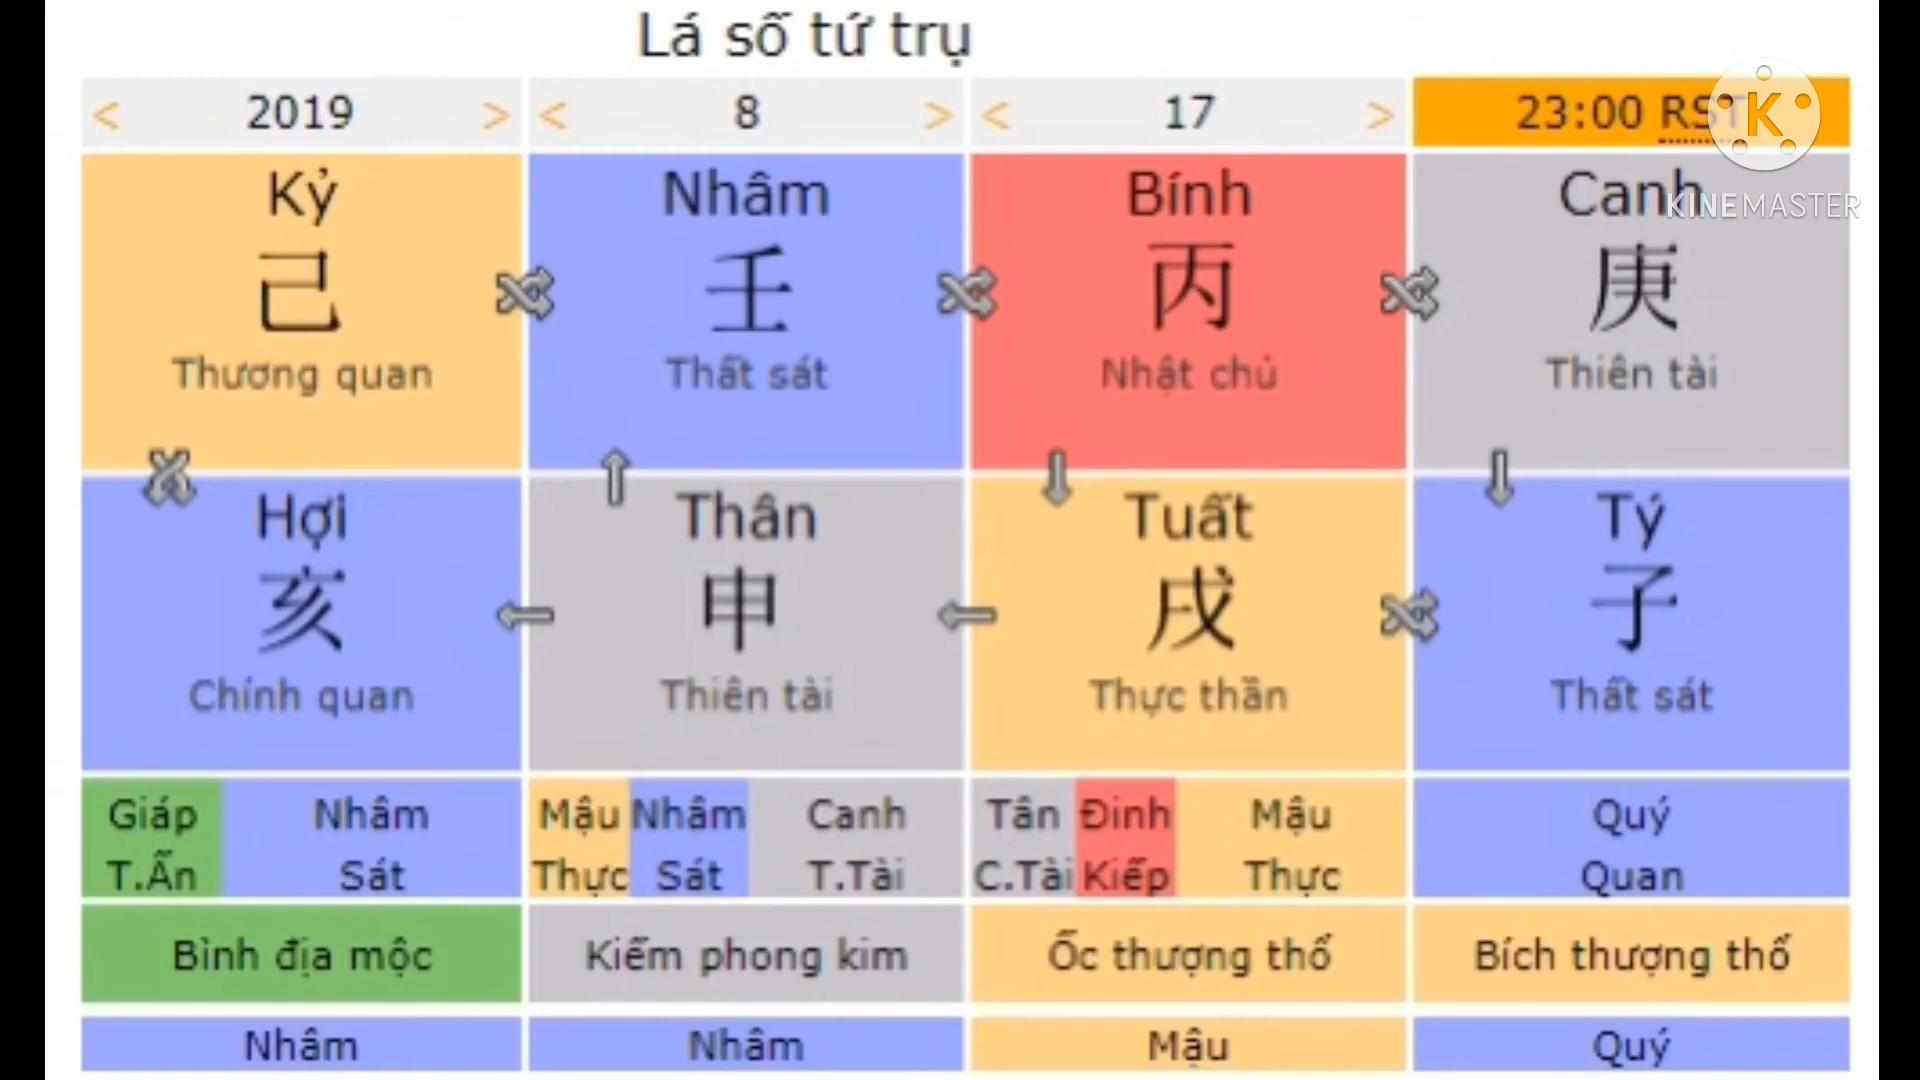 Lá số tứ trụ
< 2019 > < 8 > < 17 > 23:00 RST
K
KINEMASTER
Kỷ Nhâm Bính Canh
己 壬 丙 庚
Thương quan Thất sát Nhật chủ Thiên tài
Hợi Thân Tuất Tý
亥 申 戌 子
Chính quan Thiên tài Thực thần Thất sát
Giáp Nhâm Mậu Nhâm Canh Tân Đinh Mậu Quý
T.Ấn Sát Thực Sát T.Tài C.Tài Kiếp Thực Quan
Bình địa mộc Kiếm phong kim Ốc thượng thổ Bích thượng thổ
Nhâm Nhâm Mậu Quý